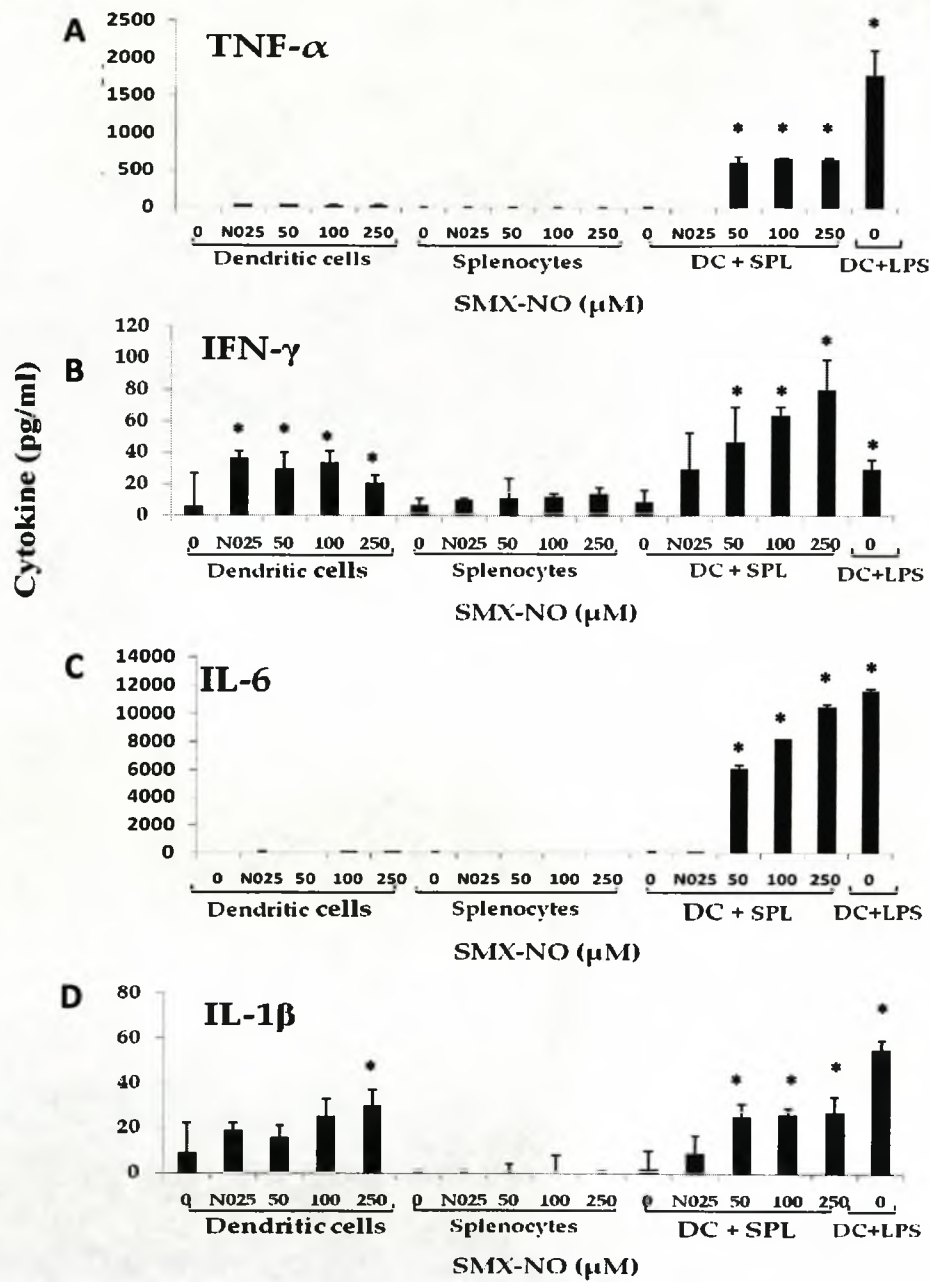 A
TNF-α
2500
2000
1500
1000
500
0
* * * *
0 N025 50 100 250 0 N025 50 100 250 0 N025 50 100 250 0
Dendritic cells Splenocytes DC + SPL DC+LPS
SMX-NO (μM)
Cytokine (pg/ml)
B
IFN-γ
120
100
80
60
40
20
0
* * * * * * * *
0 N025 50 100 250 0 N025 50 100 250 0 N025 50 100 250 0
Dendritic cells Splenocytes DC + SPL DC+LPS
SMX-NO (μM)
C
IL-6
14000
12000
10000
8000
6000
4000
2000
0
* * * *
0 N025 50 100 250 0 N025 50 100 250 0 N025 50 100 250 0
Dendritic cells Splenocytes DC + SPL DC+LPS
SMX-NO (μM)
D
IL-1β
80
60
40
20
0
* * * * *
0 N025 50 100 250 0 N025 50 100 250 0 N025 50 100 250 0
Dendritic cells Splenocytes DC + SPL DC+LPS
SMX-NO (μM)